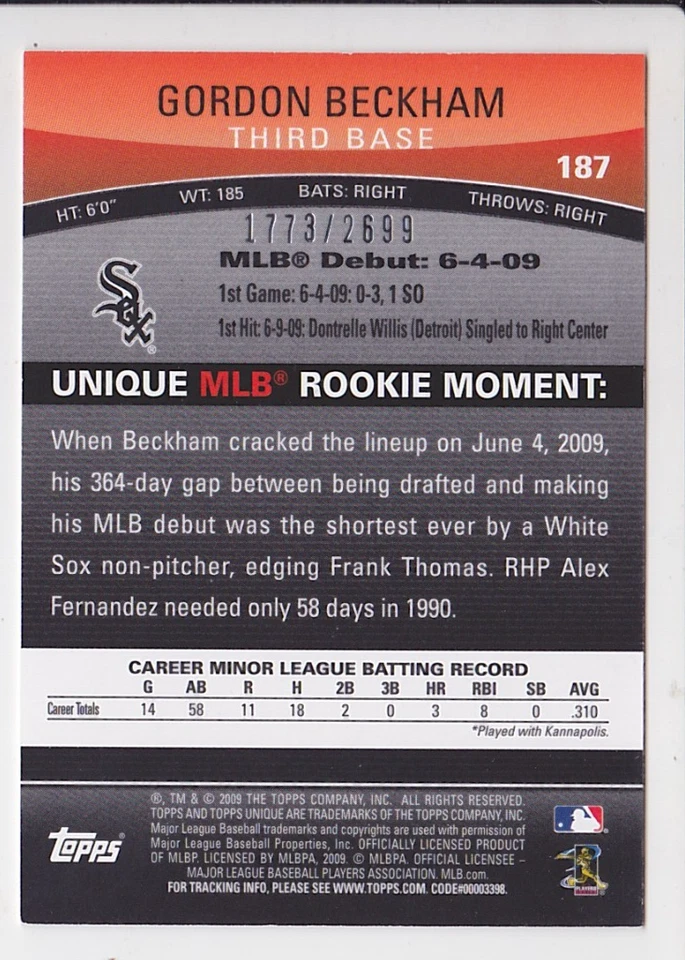 GORDON BECKHAM
THIRD BASE
187
HT: 6'0" WT: 185 BATS: RIGHT THROWS: RIGHT
1773/2699
MLB® Debut: 6-4-09
Sox®
1st Game: 6-4-09: 0-3, 1 SO
1st Hit: 6-9-09: Dontrelle Willis (Detroit) Singled to Right Center
UNIQUE MLB® ROOKIE MOMENT:
When Beckham cracked the lineup on June 4, 2009,
his 364-day gap between being drafted and making
his MLB debut was the shortest ever by a White
Sox non-pitcher, edging Frank Thomas. RHP Alex
Fernandez needed only 58 days in 1990.
CAREER MINOR LEAGUE BATTING RECORD
G AB R H 2B 3B HR RBI SB AVG
Career Totals 14 58 11 18 2 0 3 8 0 .310
*Played with Kannapolis.
®, TM & © 2009 THE TOPPS COMPANY, INC. ALL RIGHTS RESERVED.
TOPPS AND TOPPS UNIQUE ARE TRADEMARKS OF THE TOPPS COMPANY, INC.
Major League Baseball trademarks and copyrights are used with permission of
Major League Baseball Properties, Inc. OFFICIALLY LICENSED PRODUCT
OF MLBP. LICENSED BY MLBPA, 2009. © MLBPA. OFFICIAL LICENSEE –
MAJOR LEAGUE BASEBALL PLAYERS ASSOCIATION. MLB.com.
FOR TRACKING INFO, PLEASE SEE WWW.TOPPS.COM. CODE#00003398.
Topps®